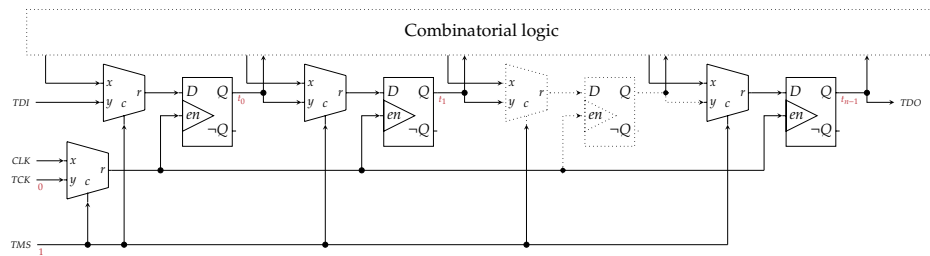 Combinatorial logic
x
y c r
D Q
en
¬Q
x
y c r
D Q
en
¬Q
x
y c r
D Q
en
¬Q
x
y c r
D Q
en
¬Q
TDI
t0
t1
tn−1
TDO
CLK
TCK
0
x
y c r
TMS
1